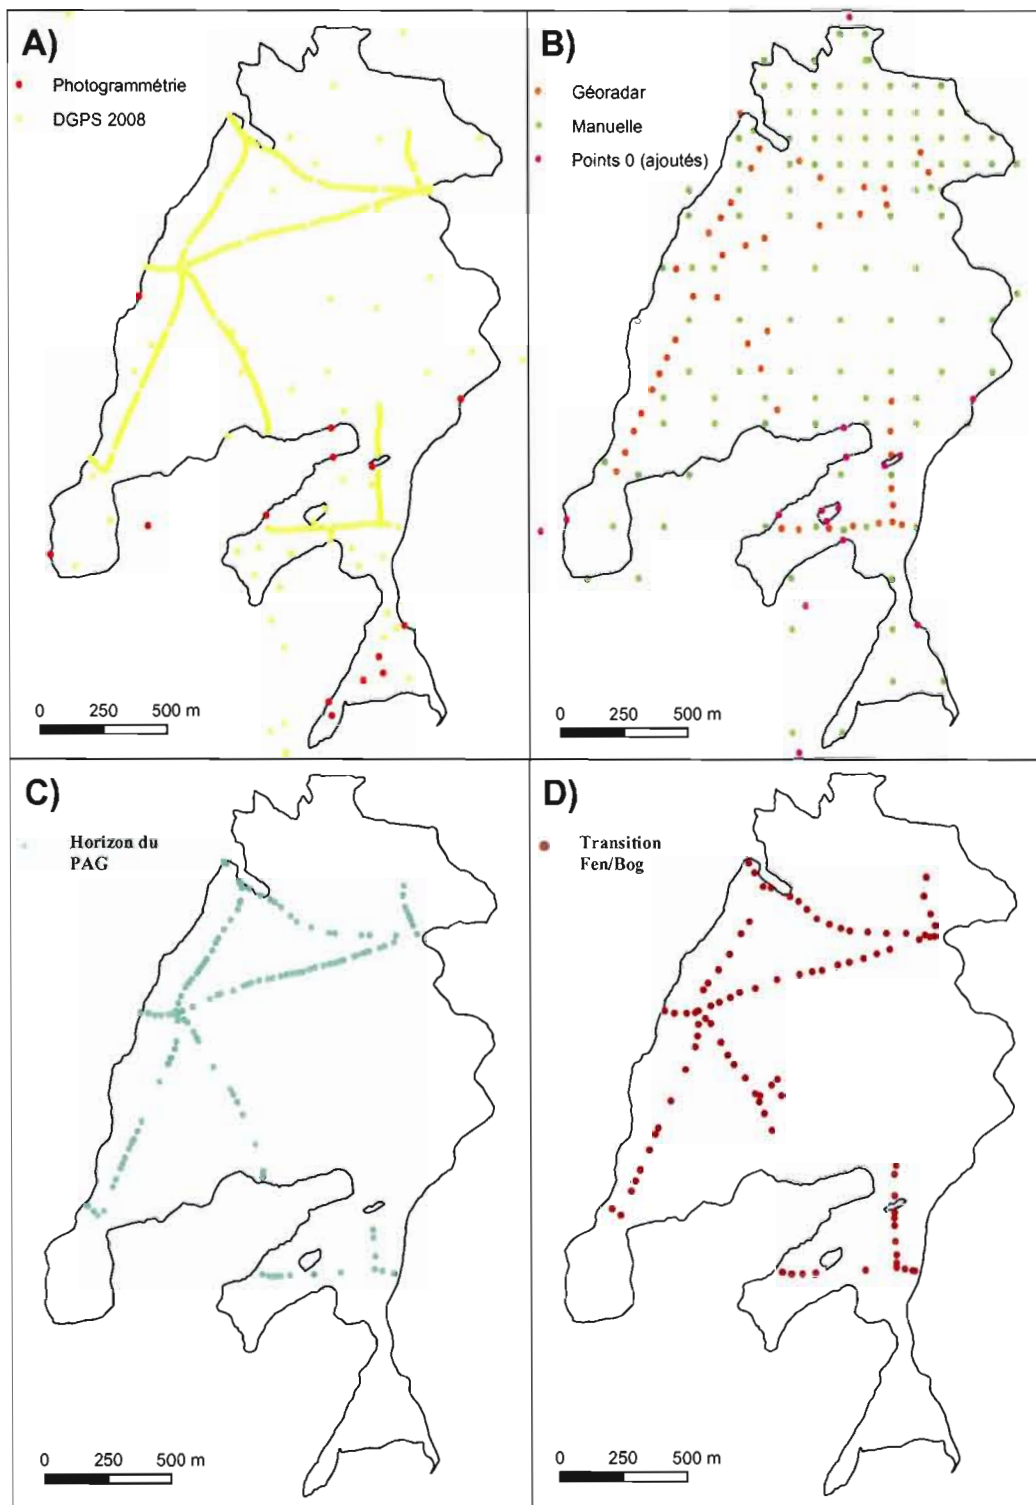 A)
Photogrammétrie
DGPS 2008
0 250 500 m
B)
Géoradar
Manuelle
Points 0 (ajoutés)
0 250 500 m
C)
Horizon du
PAG
0 250 500 m
D)
Transition
Fen/Bog
0 250 500 m